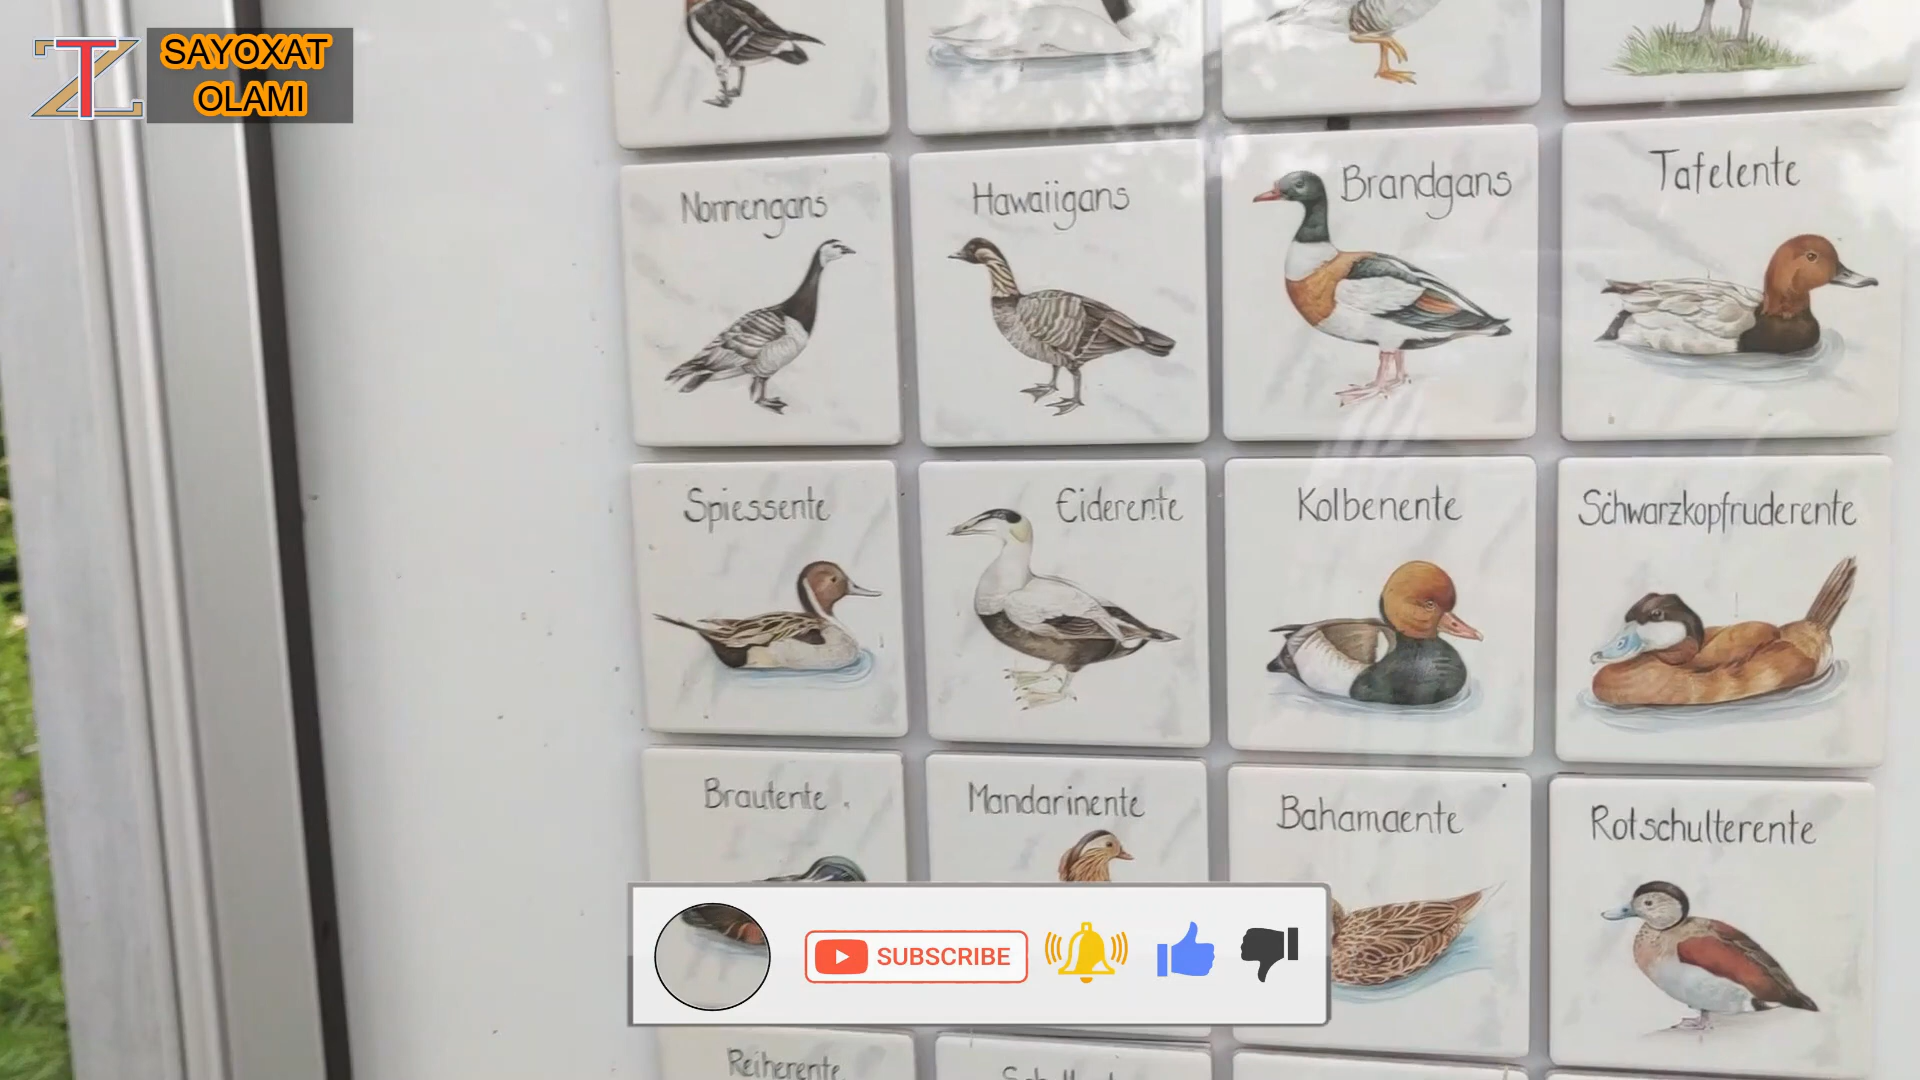 SAYOXAT
OLAMI
Nonnengans
Hawaiigans
Brandgans
Tafelente
Spiessente
Eiderente
Kolbenente
Schwarzkopfruderente
Brautente
Mandarinente
Bahamaente
Rotschulterente
SUBSCRIBE
Reiherente